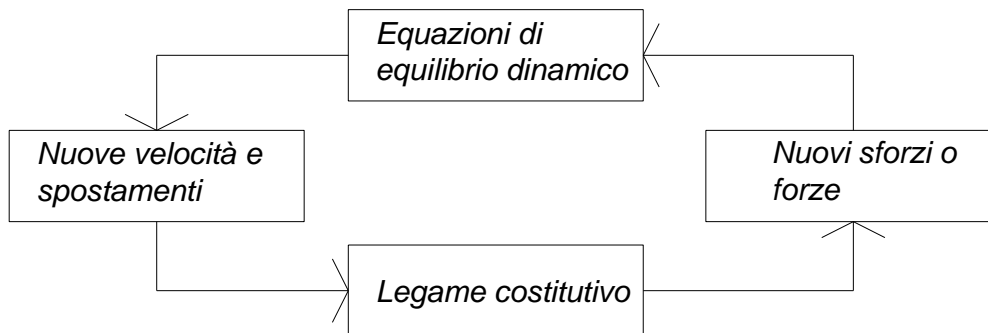 Equazioni di
equilibrio dinamico
Nuove velocità e
spostamenti
Nuovi sforzi o
forze
Legame costitutivo